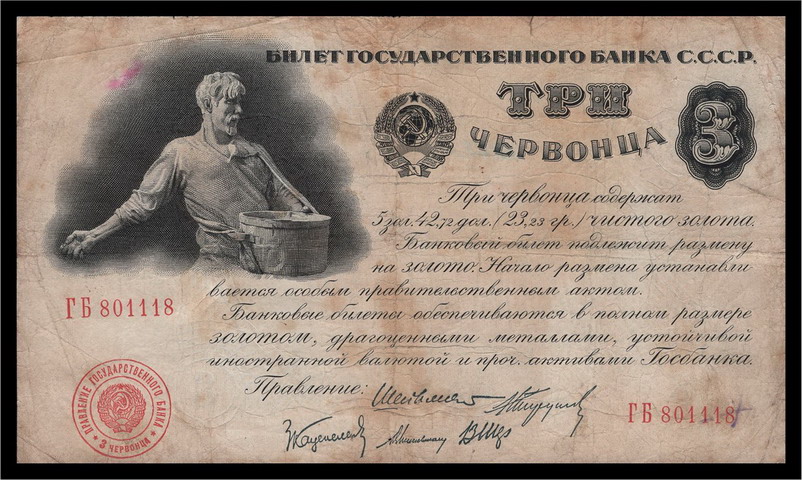 БИЛЕТ ГОСУДАРСТВЕННОГО БАНКА С.С.С.Р.
ТРИ
ЧЕРВОНЦА
3
Три червонца содержат
5 зол. 42,72 дол. (23,23 гр.) чистого золота.
Банковый билет подлежит размену
на золото. Начало размена устанавли-
вается особым правительственным актом.
Банковые билеты обеспечиваются в полном размере
золотом, драгоценными металлами, устойчивой
иностранной валютой и проч. активами Госбанка.
Правление:
ГБ 801118
ГБ 801118
ПРАВЛЕНИЕ ГОСУДАРСТВЕННОГО БАНКА
3 ЧЕРВОНЦА